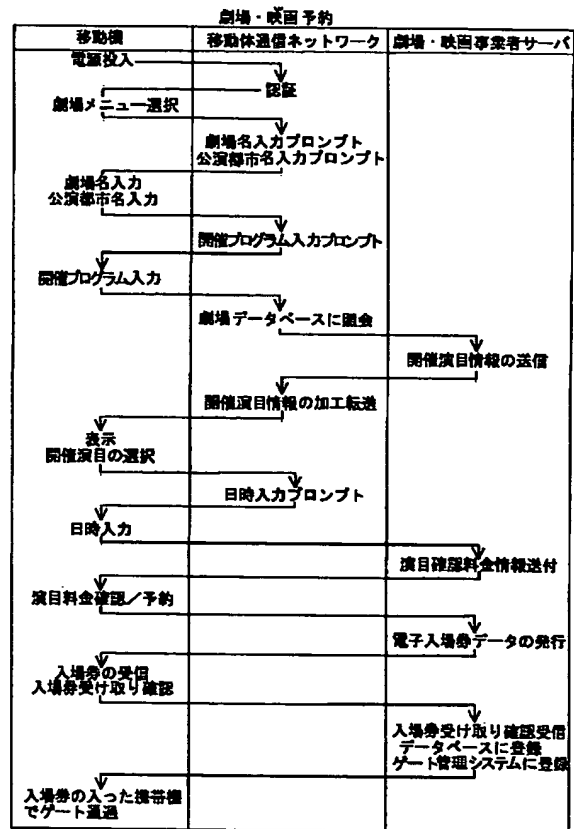 劇場・映画予約
移動機
移動体通信ネットワーク
劇場・映画事業者サーバ
電源投入
認証
劇場メニュー選択
劇場名入力プロンプト
公演都市名入力プロンプト
劇場名入力
公演都市名入力
開催プログラム入力プロンプト
開催プログラム入力
劇場データベースに照会
開催演目情報の送信
開催演目情報の加工転送
表示
開催演目の選択
日時入力プロンプト
日時入力
演目確認料金情報送付
演目料金確認／予約
電子入場券データの発行
入場券の受信
入場券受け取り確認
入場券受け取り確認受信
データベースに登録
ゲート管理システムに登録
入場券の入った携帯機
でゲート通過